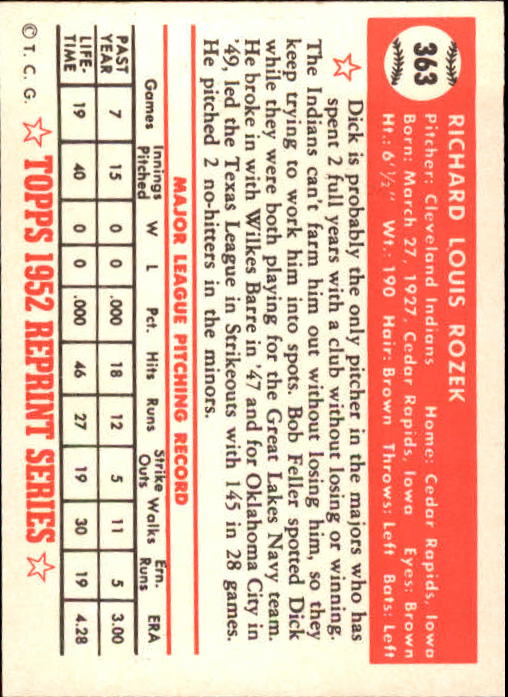 363
RICHARD LOUIS ROZEK
Pitcher: Cleveland Indians Home: Cedar Rapids, Iowa
Born: March 27, 1927, Cedar Rapids, Iowa Eyes: Brown
Ht.: 6' ½" Wt.: 190 Hair: Brown Throws: Left Bats: Left
Dick is probably the only pitcher in the majors who has
spent 2 full years with a club without losing or winning.
The Indians can't farm him out without losing him, so they
keep trying to work him into spots. Bob Feller spotted Dick
while they were both playing for the Great Lakes Navy team.
He broke in with Wilkes Barre in '47 and for Oklahoma City in
'49, led the Texas League in Strikeouts with 145 in 28 games.
He pitched 2 no-hitters in the minors.
MAJOR LEAGUE PITCHING RECORD
Games Innings Pitched W L Pct. Hits Runs Strike Outs Walks Ern. Runs ERA
PAST YEAR 7 15 0 0 .000 18 12 5 11 5 3.00
LIFE-TIME 19 40 0 0 .000 46 27 19 30 19 4.28
© T. C. G. TOPPS 1952 REPRINT SERIES